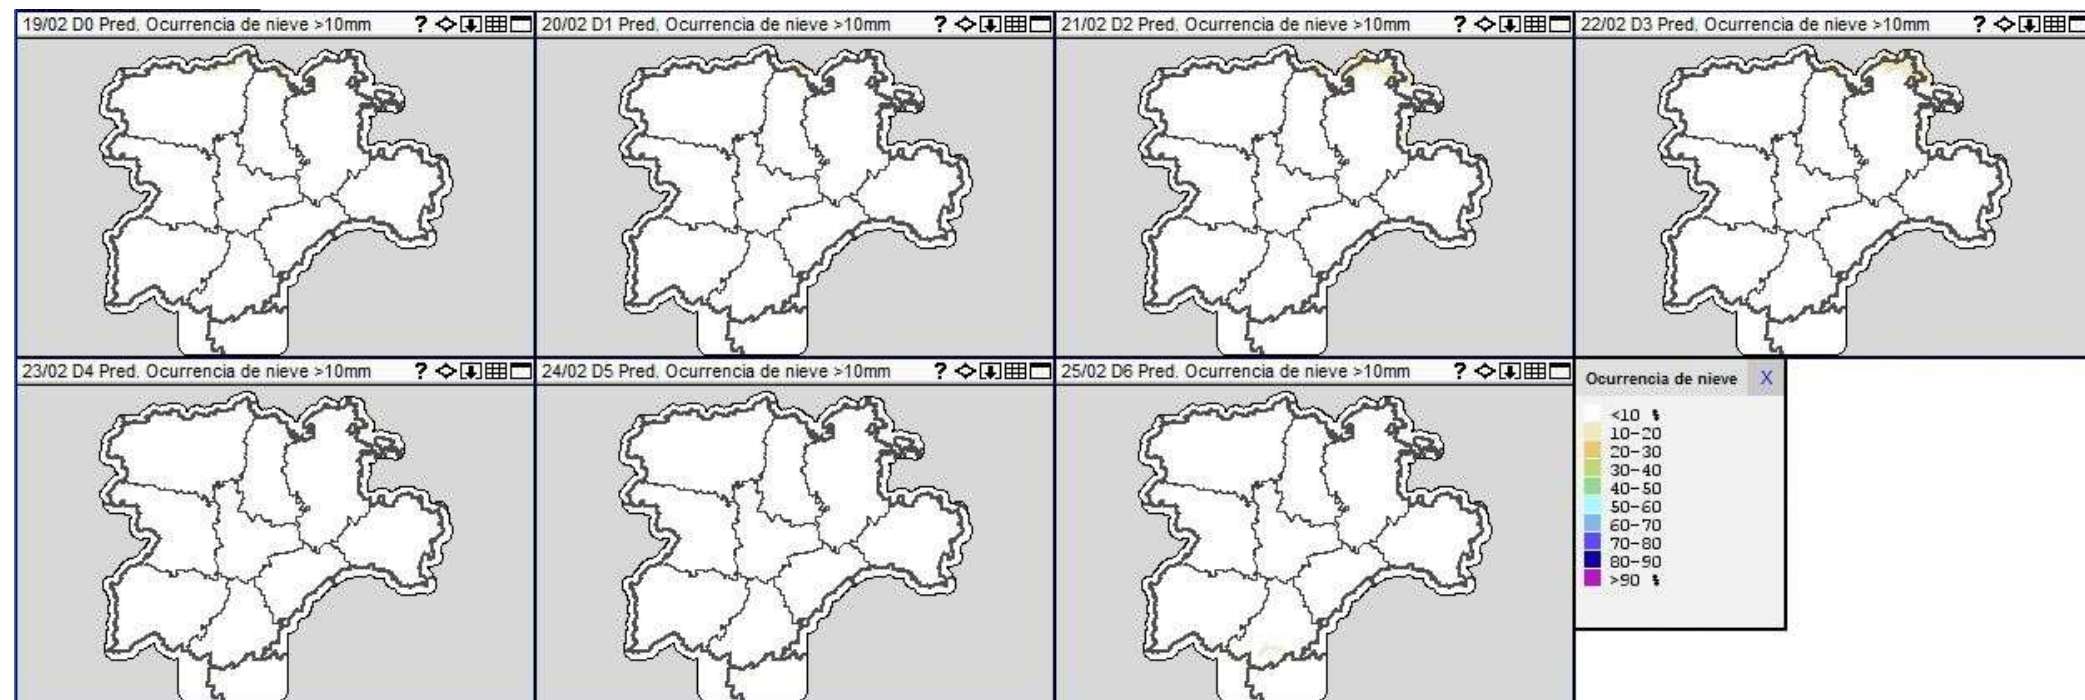 19/02 D0 Pred. Ocurrencia de nieve >10mm ?
20/02 D1 Pred. Ocurrencia de nieve >10mm ?
21/02 D2 Pred. Ocurrencia de nieve >10mm ?
22/02 D3 Pred. Ocurrencia de nieve >10mm ?
23/02 D4 Pred. Ocurrencia de nieve >10mm ?
24/02 D5 Pred. Ocurrencia de nieve >10mm ?
25/02 D6 Pred. Ocurrencia de nieve >10mm ?
Ocurrencia de nieve X
<10 %
10-20
20-30
30-40
40-50
50-60
60-70
70-80
80-90
>90 %